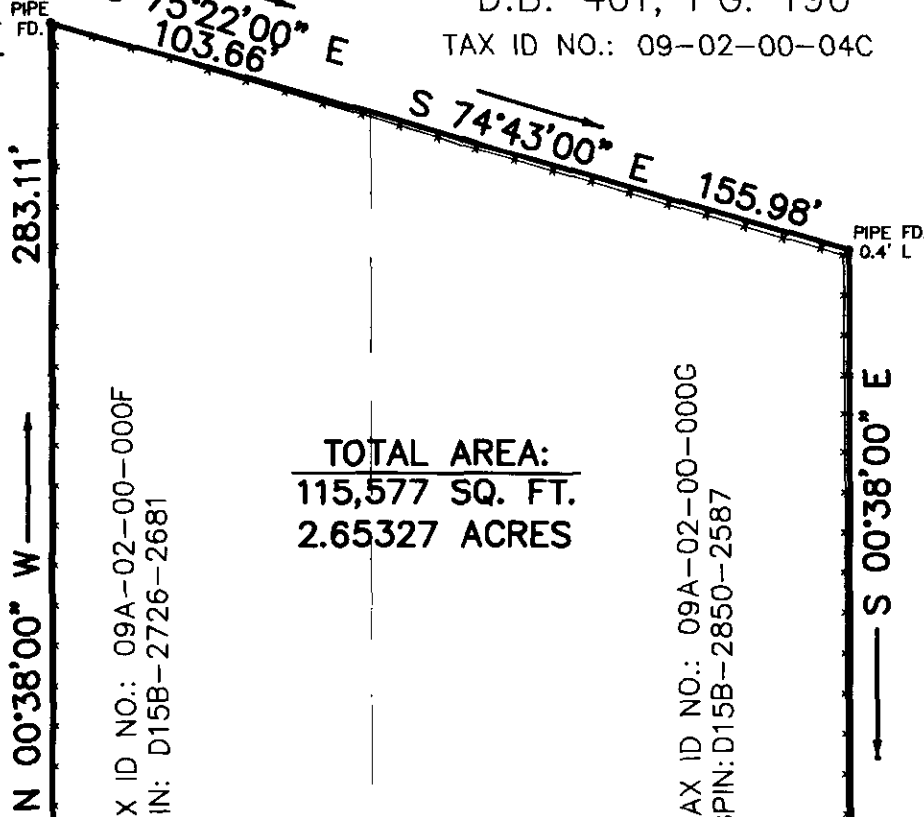 PIPE
FD.
75°22'00" E
103.66'
D.B. 461, PG. 196
TAX ID NO.: 09-02-00-04C
S 74°43'00" E 155.98'
PIPE FD.
0.4' L
283.11'
N 00°38'00" W
X ID NO.: 09A-02-00-000F
IN: D15B-2726-2681
TOTAL AREA:
115,577 SQ. FT.
2.65327 ACRES
AX ID NO.: 09A-02-00-000G
SPIN: D15B-2850-2587
S 00°38'00" E